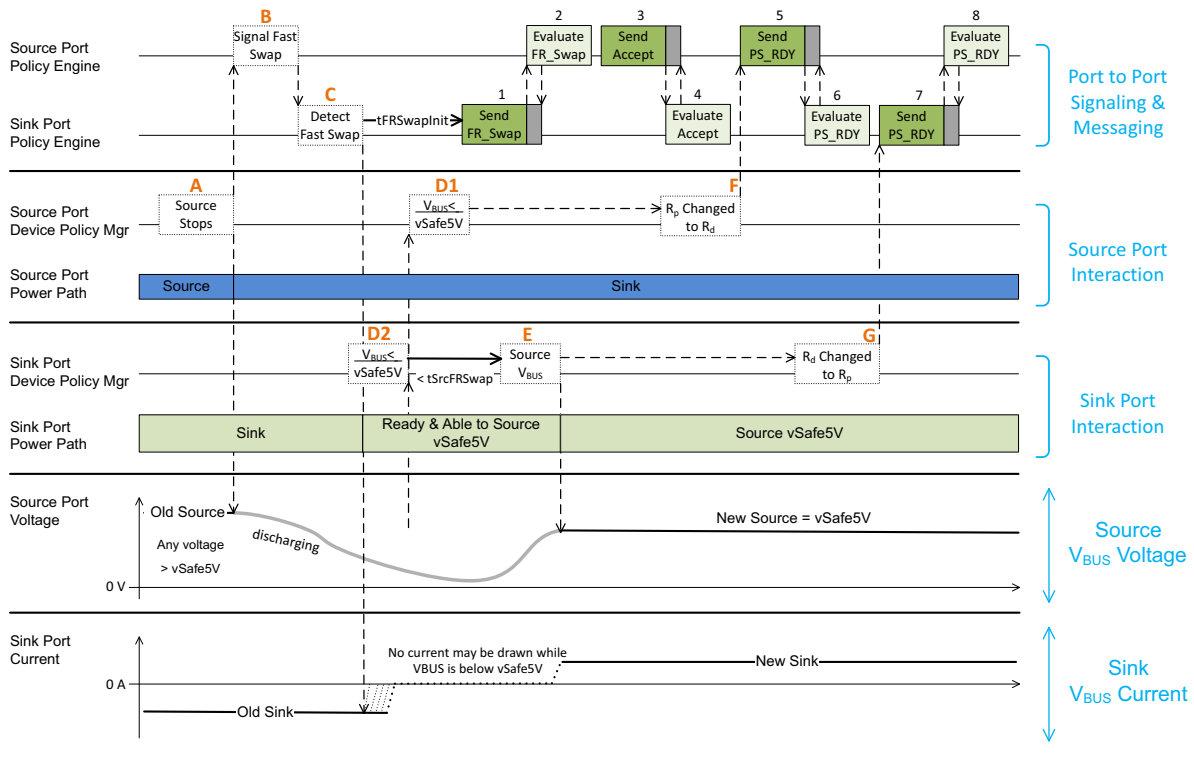 B
2
3
5
8
Source Port
Policy Engine
Signal Fast
Swap
Evaluate
FR_Swap
Send
Accept
Send
PS_RDY
Evaluate
PS_RDY
Port to Port
Signaling &
Messaging
C
1
4
6
7
Sink Port
Policy Engine
Detect
Fast Swap
tFRSwapInit
Send
FR_Swap
Evaluate
Accept
Evaluate
PS_RDY
Send
PS_RDY
A
D1
F
Source Port
Device Policy Mgr
Source
Stops
VBUS<
vSafe5V
Rp Changed
to Rd
Source Port
Interaction
Source Port
Power Path
Source
Sink
D2
E
G
Sink Port
Device Policy Mgr
VBUS<
vSafe5V
< tSrcFRSwap
Source
VBUS
Rd Changed
to Rp
Sink Port
Interaction
Sink Port
Power Path
Sink
Ready & Able to Source
vSafe5V
Source vSafe5V
Source Port
Voltage
Old Source
Any voltage
> vSafe5V
discharging
New Source = vSafe5V
0 V
Source
VBUS Voltage
Sink Port
Current
No current may be drawn while
VBUS is below vSafe5V
New Sink
0 A
Old Sink
Sink
VBUS Current